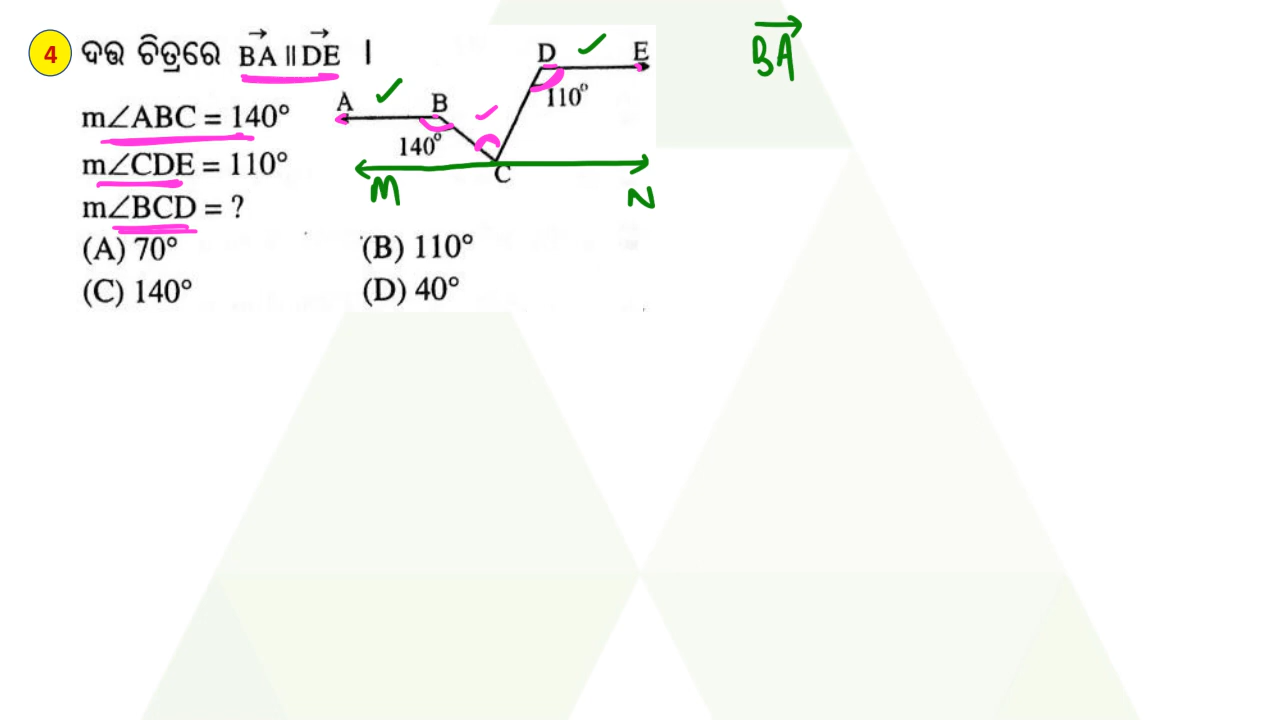 4 ଦତ୍ତ ଚିତ୍ରରେ BA || DE ।
m∠ABC = 140°
m∠CDE = 110°
m∠BCD = ?
(A) 70° (B) 110°
(C) 140° (D) 40°
D E
110°
A B
140°
C
M N
BA